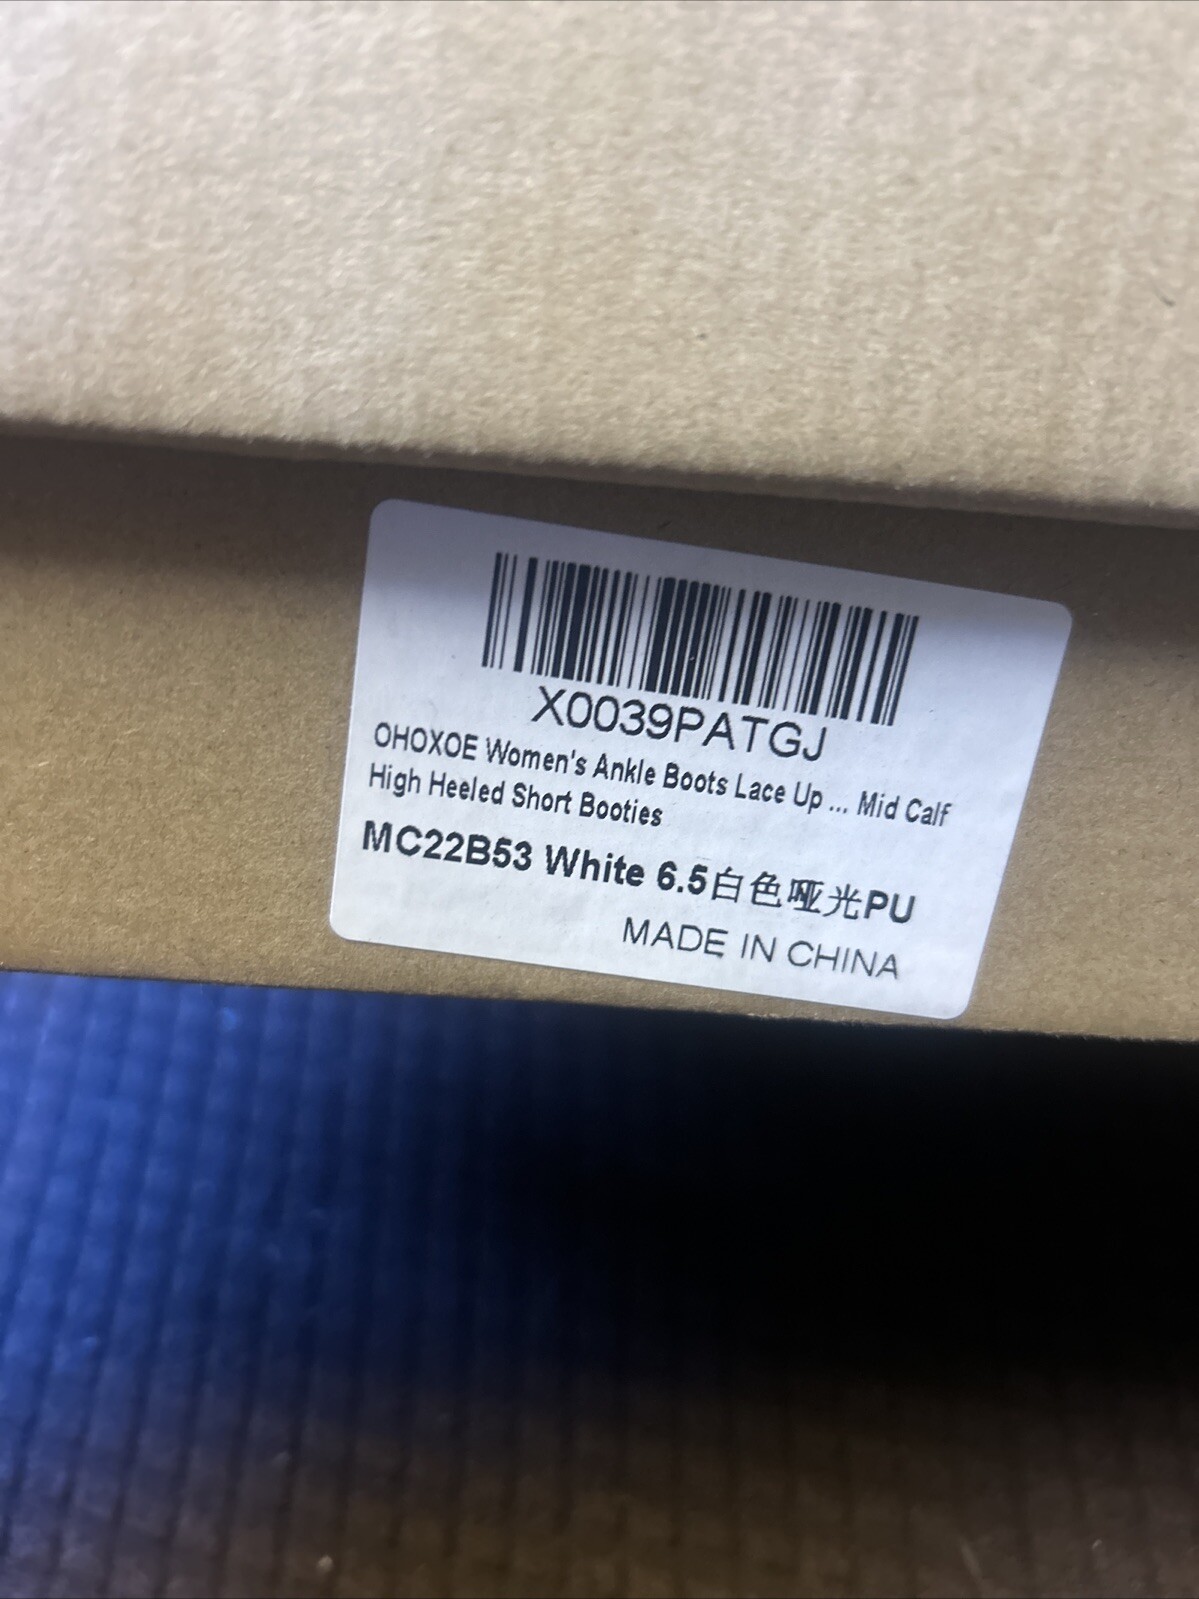 X0039PATGJ
OHOXOE Women's Ankle Boots Lace Up ... Mid Calf
High Heeled Short Booties
MC22B53 White 6.5白色哑光PU
MADE IN CHINA